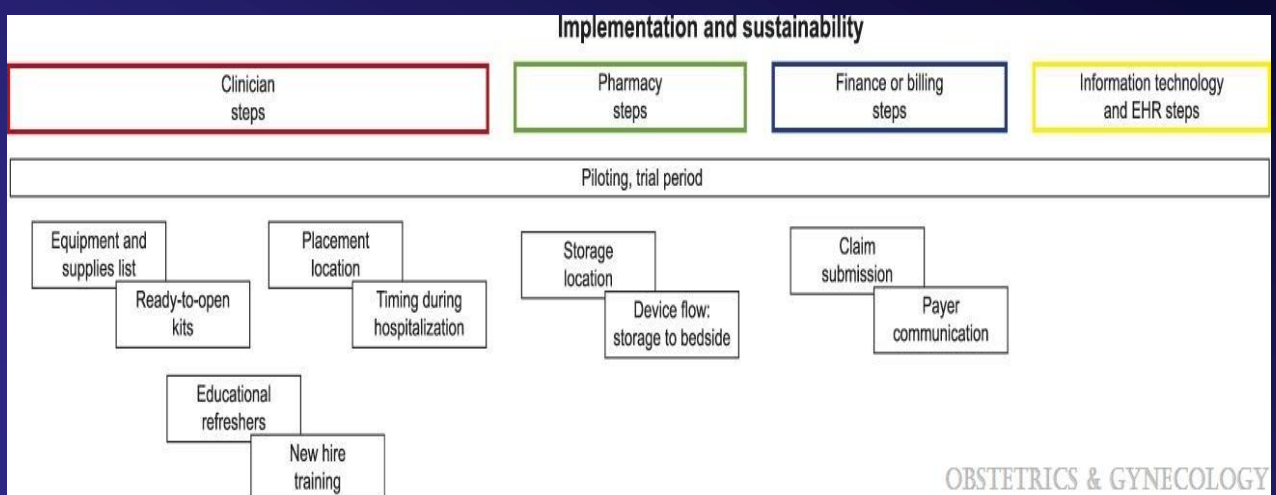 Implementation and sustainability
Clinician
steps
Pharmacy
steps
Finance or billing
steps
Information technology
and EHR steps
Piloting, trial period
Equipment and
supplies list
Ready-to-open
kits
Placement
location
Timing during
hospitalization
Storage
location
Device flow:
storage to bedside
Claim
submission
Payer
communication
Educational
refreshers
New hire
training
OBSTETRICS & GYNECOLOGY